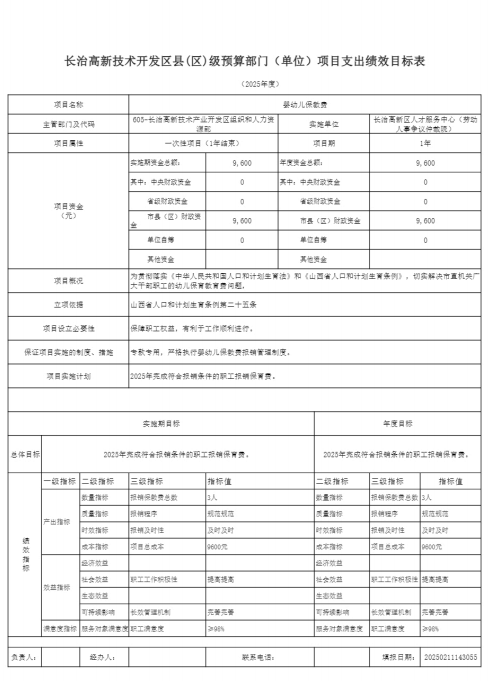 长治高新技术开发区县(区)级预算部门（单位）项目支出绩效目标表
（2025年度）
项目名称 婴幼儿保教费
主管部门及代码 603-长治高新技术产业开发区组织和人力资源部 实施单位 长治高新区人才服务中心（劳动人事争议仲裁院）
项目属性 一次性项目（1年结束） 项目期 1年
项目资金（元）
实施期资金总额： 9,600 年度资金总额： 9,600
其中：中央财政资金 0 其中：中央财政资金 0
省级财政资金 0 省级财政资金 0
市县（区）财政资金 9,600 市县（区）财政资金 9,600
单位自筹 0 单位自筹 0
其他资金 其他资金
项目概况 为贯彻落实《中华人民共和国人口和计划生育法》和《山西省人口和计划生育条例》，切实解决市直机关广大干部职工的幼儿保育教育费问题。
立项依据 山西省人口和计划生育条例第二十五条
项目设立必要性 保障职工权益，有利于工作顺利进行。
保证项目实施的制度、措施 专款专用，严格执行婴幼儿保教费报销管理制度。
项目实施计划 2025年完成符合报销条件的职工报销保育费。
实施期目标 年度目标
总体目标 2025年完成符合报销条件的职工报销保育费。 2025年完成符合报销条件的职工报销保育费。
绩效指标
一级指标 二级指标 三级指标 指标值 二级指标 三级指标 指标值
产出指标
数量指标 报销保教费总数 3人 数量指标 报销保教费总数 3人
质量指标 报销程序 规范规范 质量指标 报销程序 规范规范
时效指标 报销及时性 及时及时 时效指标 报销及时性 及时及时
成本指标 项目总成本 9600元 成本指标 项目总成本 9600元
效益指标
经济效益 经济效益
社会效益 职工工作积极性 提高提高 社会效益 职工工作积极性 提高提高
生态效益 生态效益
可持续影响 长效管理机制 完善完善 可持续影响 长效管理机制 完善完善
满意度指标 服务对象满意度 职工满意度 ≥98% 服务对象满意度 职工满意度 ≥98%
负责人： 经办人： 联系电话： 填报日期： 20250211143055